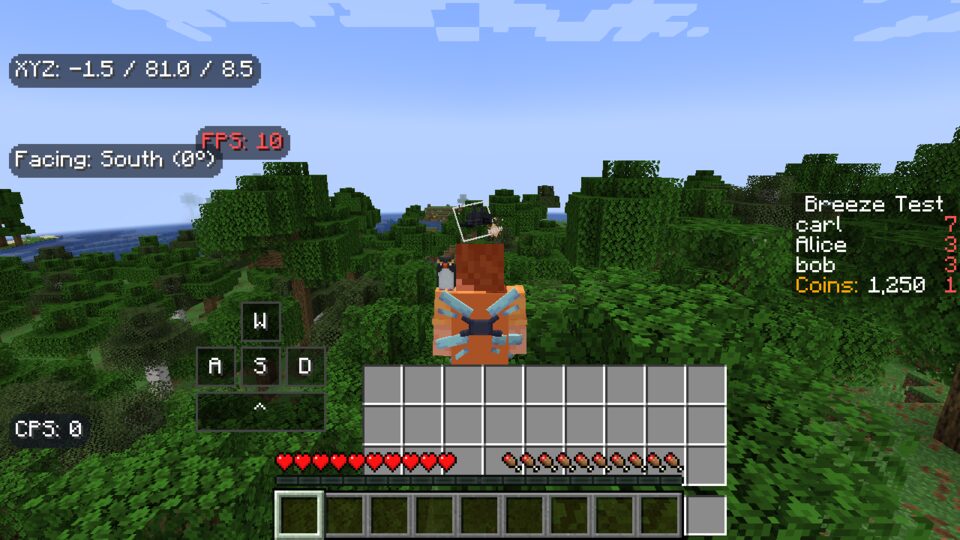 XYZ: -1.5 / 81.0 / 8.5
FPS: 10
Facing: South (0°)
Breeze Test
carl 7
Alice 3
bob 3
Coins: 1,250 1
W
A S D
^
CPS: 0